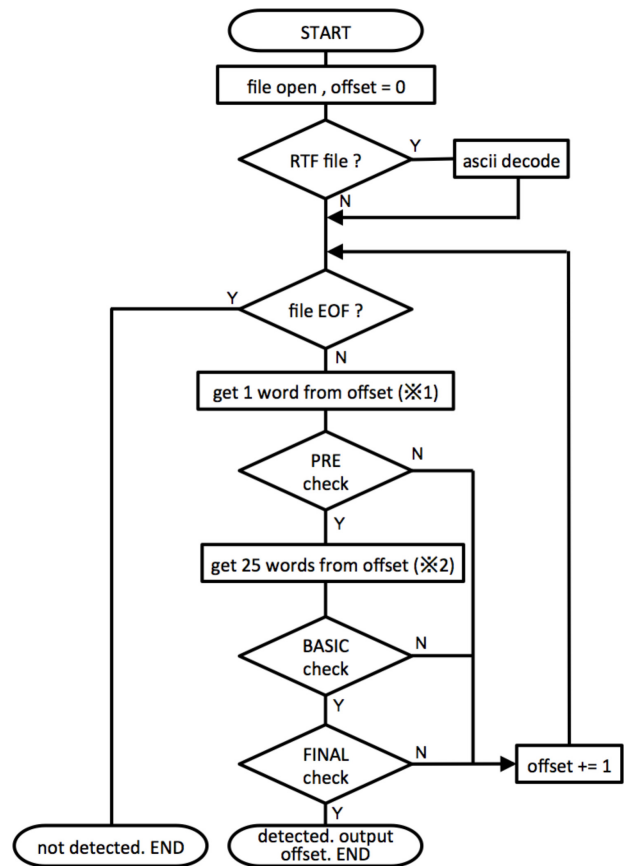 START
file open , offset = 0
RTF file ?
Y
ascii decode
N
Y
file EOF ?
N
get 1 word from offset (※1)
PRE
check
N
Y
get 25 words from offset (※2)
BASIC
check
N
Y
FINAL
check
N
offset += 1
Y
not detected. END
detected. output
offset. END